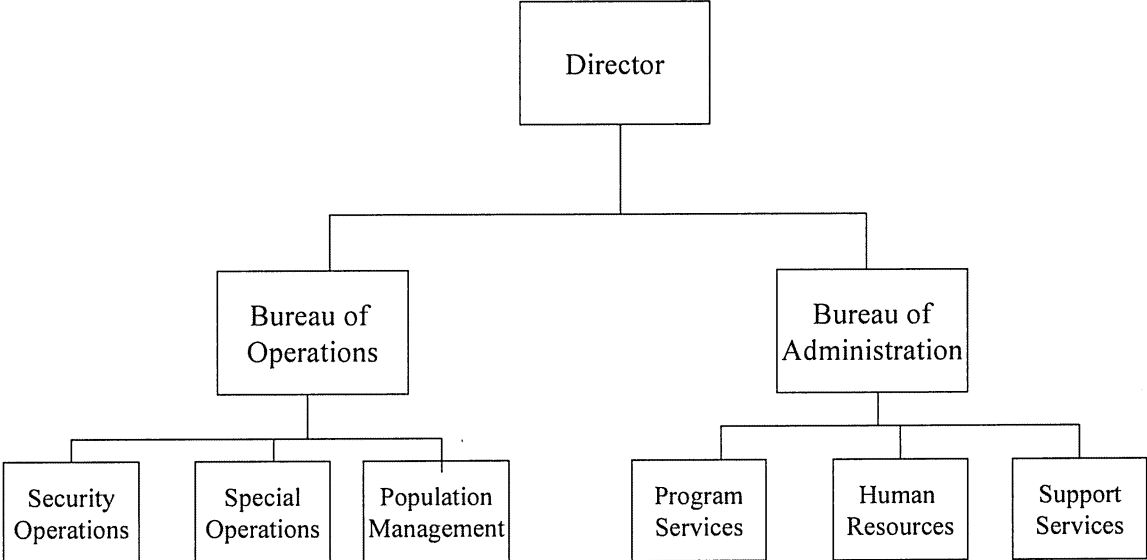 Director
Bureau of
Operations
Bureau of
Administration
Security
Operations
Special
Operations
Population
Management
Program
Services
Human
Resources
Support
Services